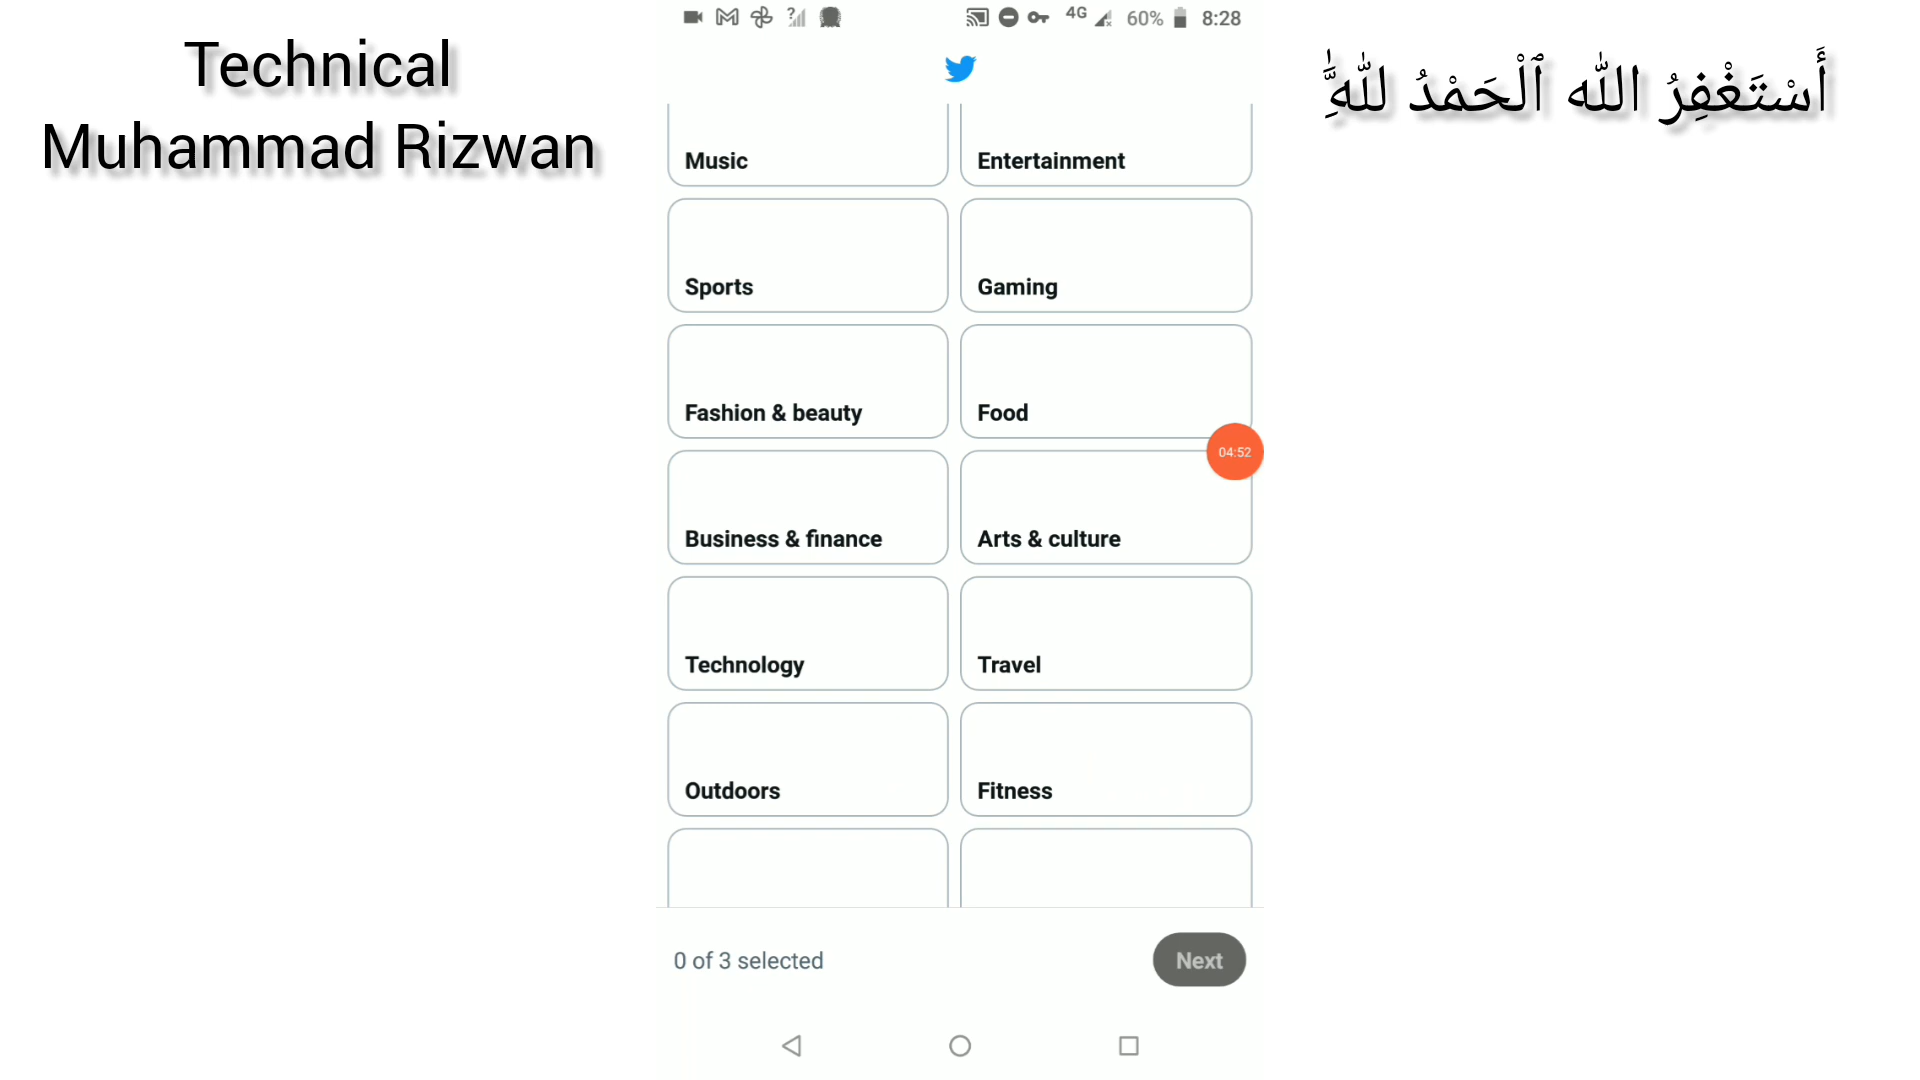 Technical
Muhammad Rizwan
أَسْتَغْفِرُ اللّٰه ٱلْحَمْدُ لِلّٰهِ
4G 60% 8:28
Music Entertainment
Sports Gaming
Fashion & beauty Food
04:52
Business & finance Arts & culture
Technology Travel
Outdoors Fitness
0 of 3 selected Next